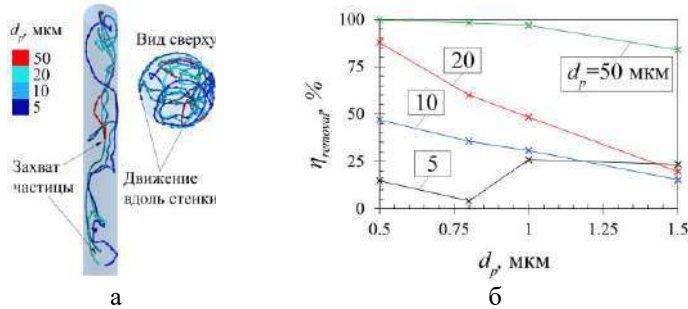 d_p, мкм
50
20
10
5
Вид сверху
Захват
частицы
Движение
вдоль стенки
а
η_removal, %
100
75
50
25
0
20
10
5
d_p=50 мкм
0.5
0.75
1
1.25
1.5
d_p, мкм
б